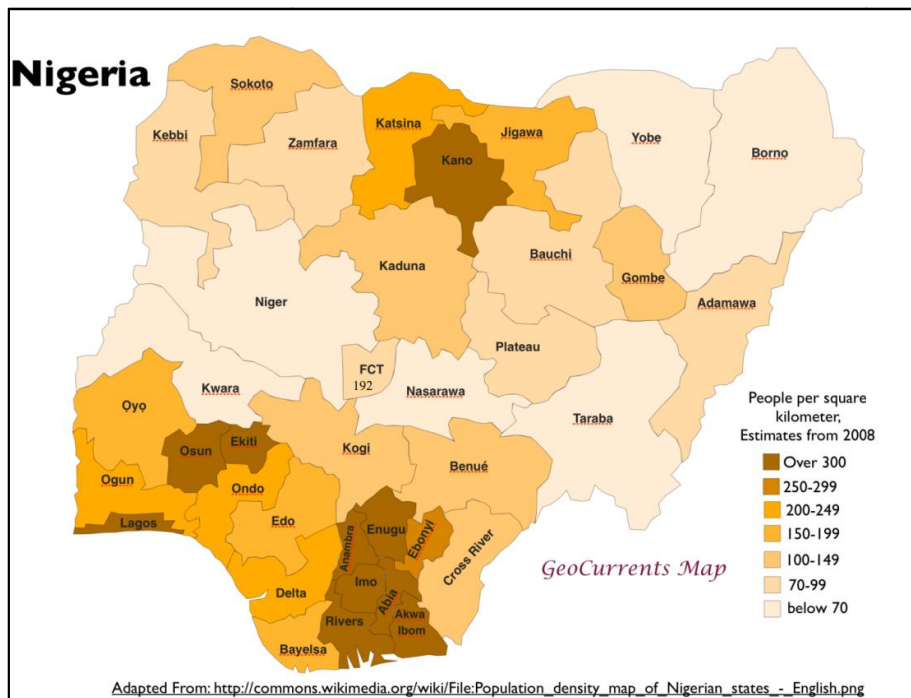 Nigeria
Sokoto
Kebbi
Zamfara
Katsina
Jigawa
Kano
Yobe
Borno
Kaduna
Bauchi
Gombe
Adamawa
Niger
Plateau
FCT
192
Nasarawa
Kwara
Taraba
Ọyọ
Osun
Ekiti
Kogi
Benué
Ogun
Ondo
Edo
Lagos
Enugu
Anambra
Ebonyi
Cross River
Imo
Abia
Delta
Rivers
Akwa
Ibom
Bayelsa
People per square
kilometer,
Estimates from 2008
Over 300
250-299
200-249
150-199
100-149
70-99
below 70
GeoCurrents Map
Adapted From: http://commons.wikimedia.org/wiki/File:Population_density_map_of_Nigerian_states_-_English.png